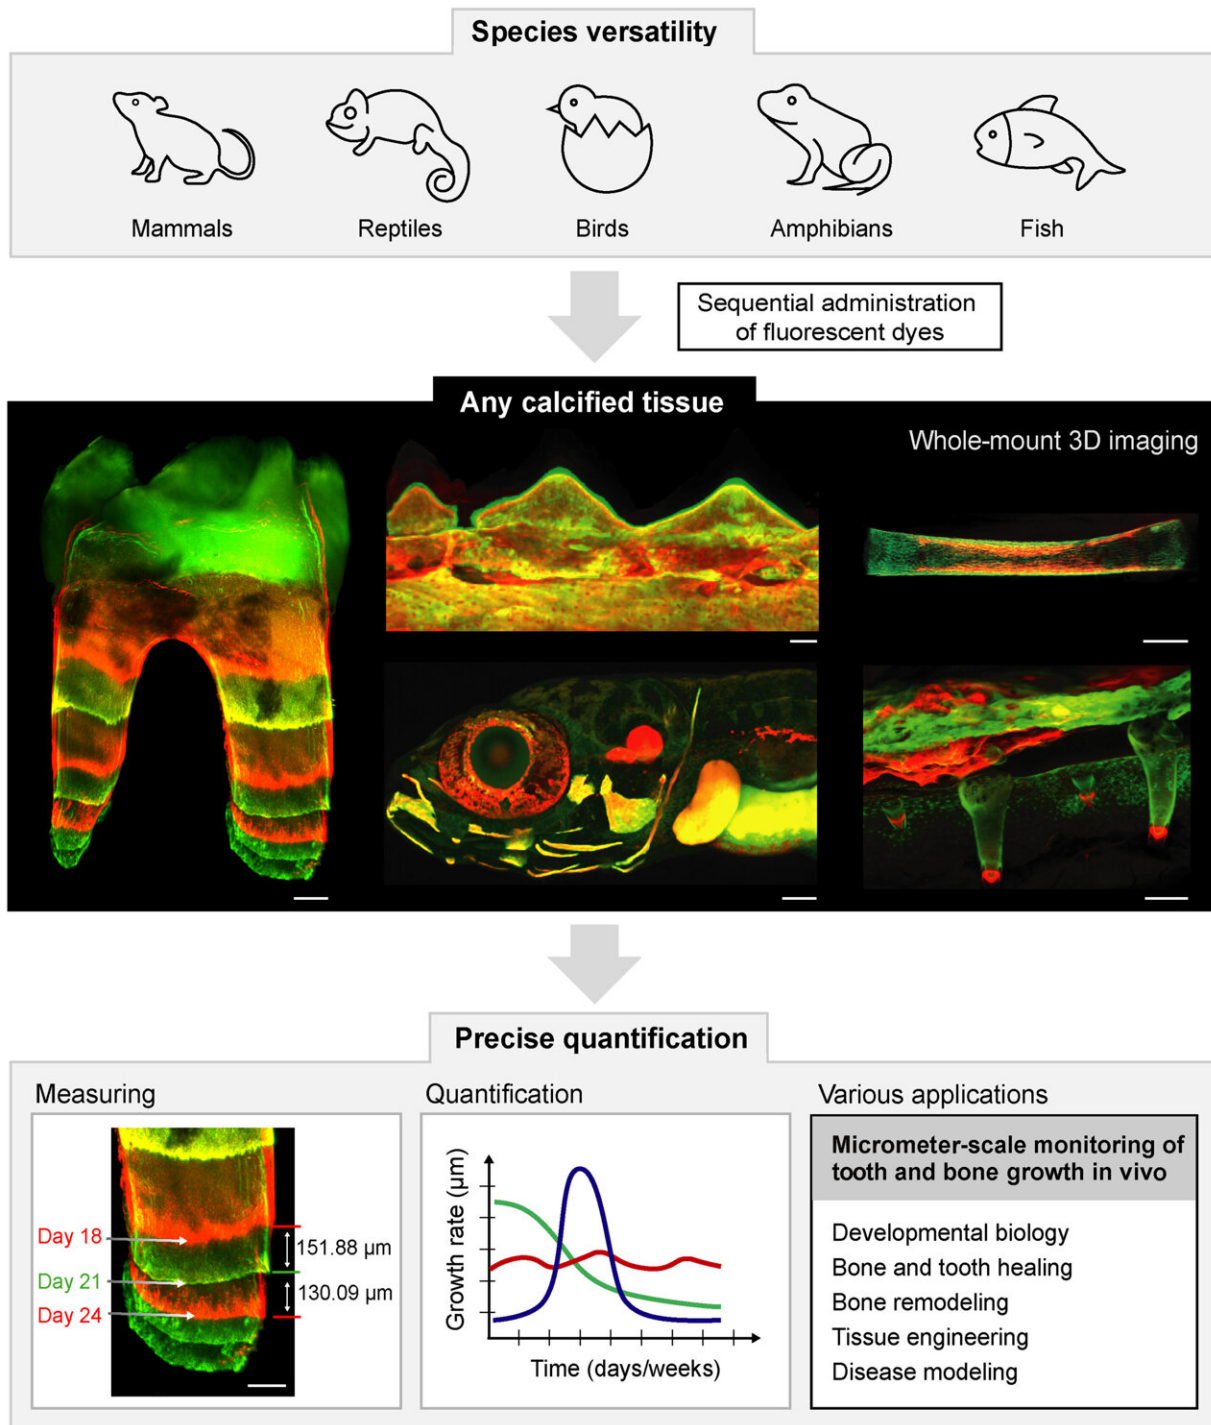 Species versatility
Mammals
Reptiles
Birds
Amphibians
Fish
Sequential administration
of fluorescent dyes
Any calcified tissue
Whole-mount 3D imaging
Precise quantification
Measuring
Day 18
Day 21
Day 24
151.88 µm
130.09 µm
Quantification
Growth rate (µm)
Time (days/weeks)
Various applications
Micrometer-scale monitoring of
tooth and bone growth in vivo
Developmental biology
Bone and tooth healing
Bone remodeling
Tissue engineering
Disease modeling